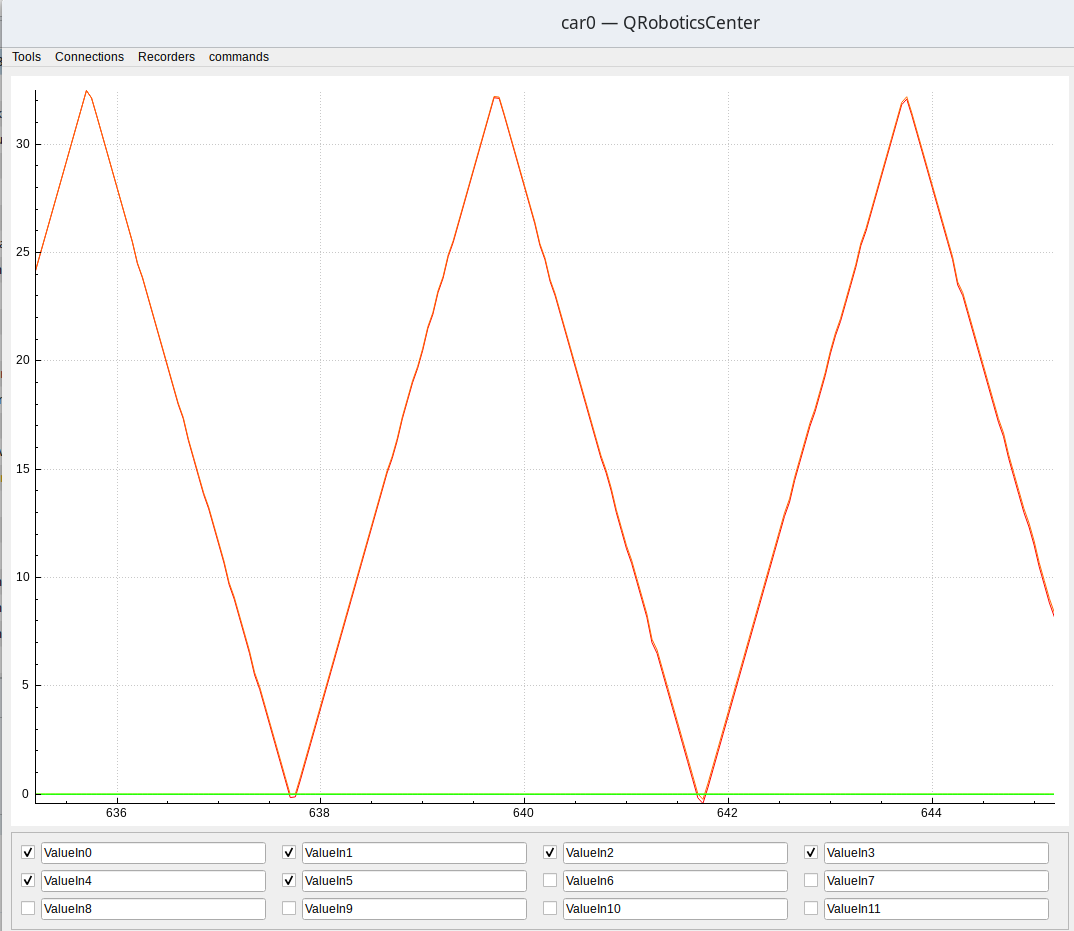 car0 — QRoboticsCenter
Tools Connections Recorders commands
30
25
20
15
10
5
0
636 638 640 642 644
ValueIn0 ValueIn1 ValueIn2 ValueIn3
ValueIn4 ValueIn5 ValueIn6 ValueIn7
ValueIn8 ValueIn9 ValueIn10 ValueIn11